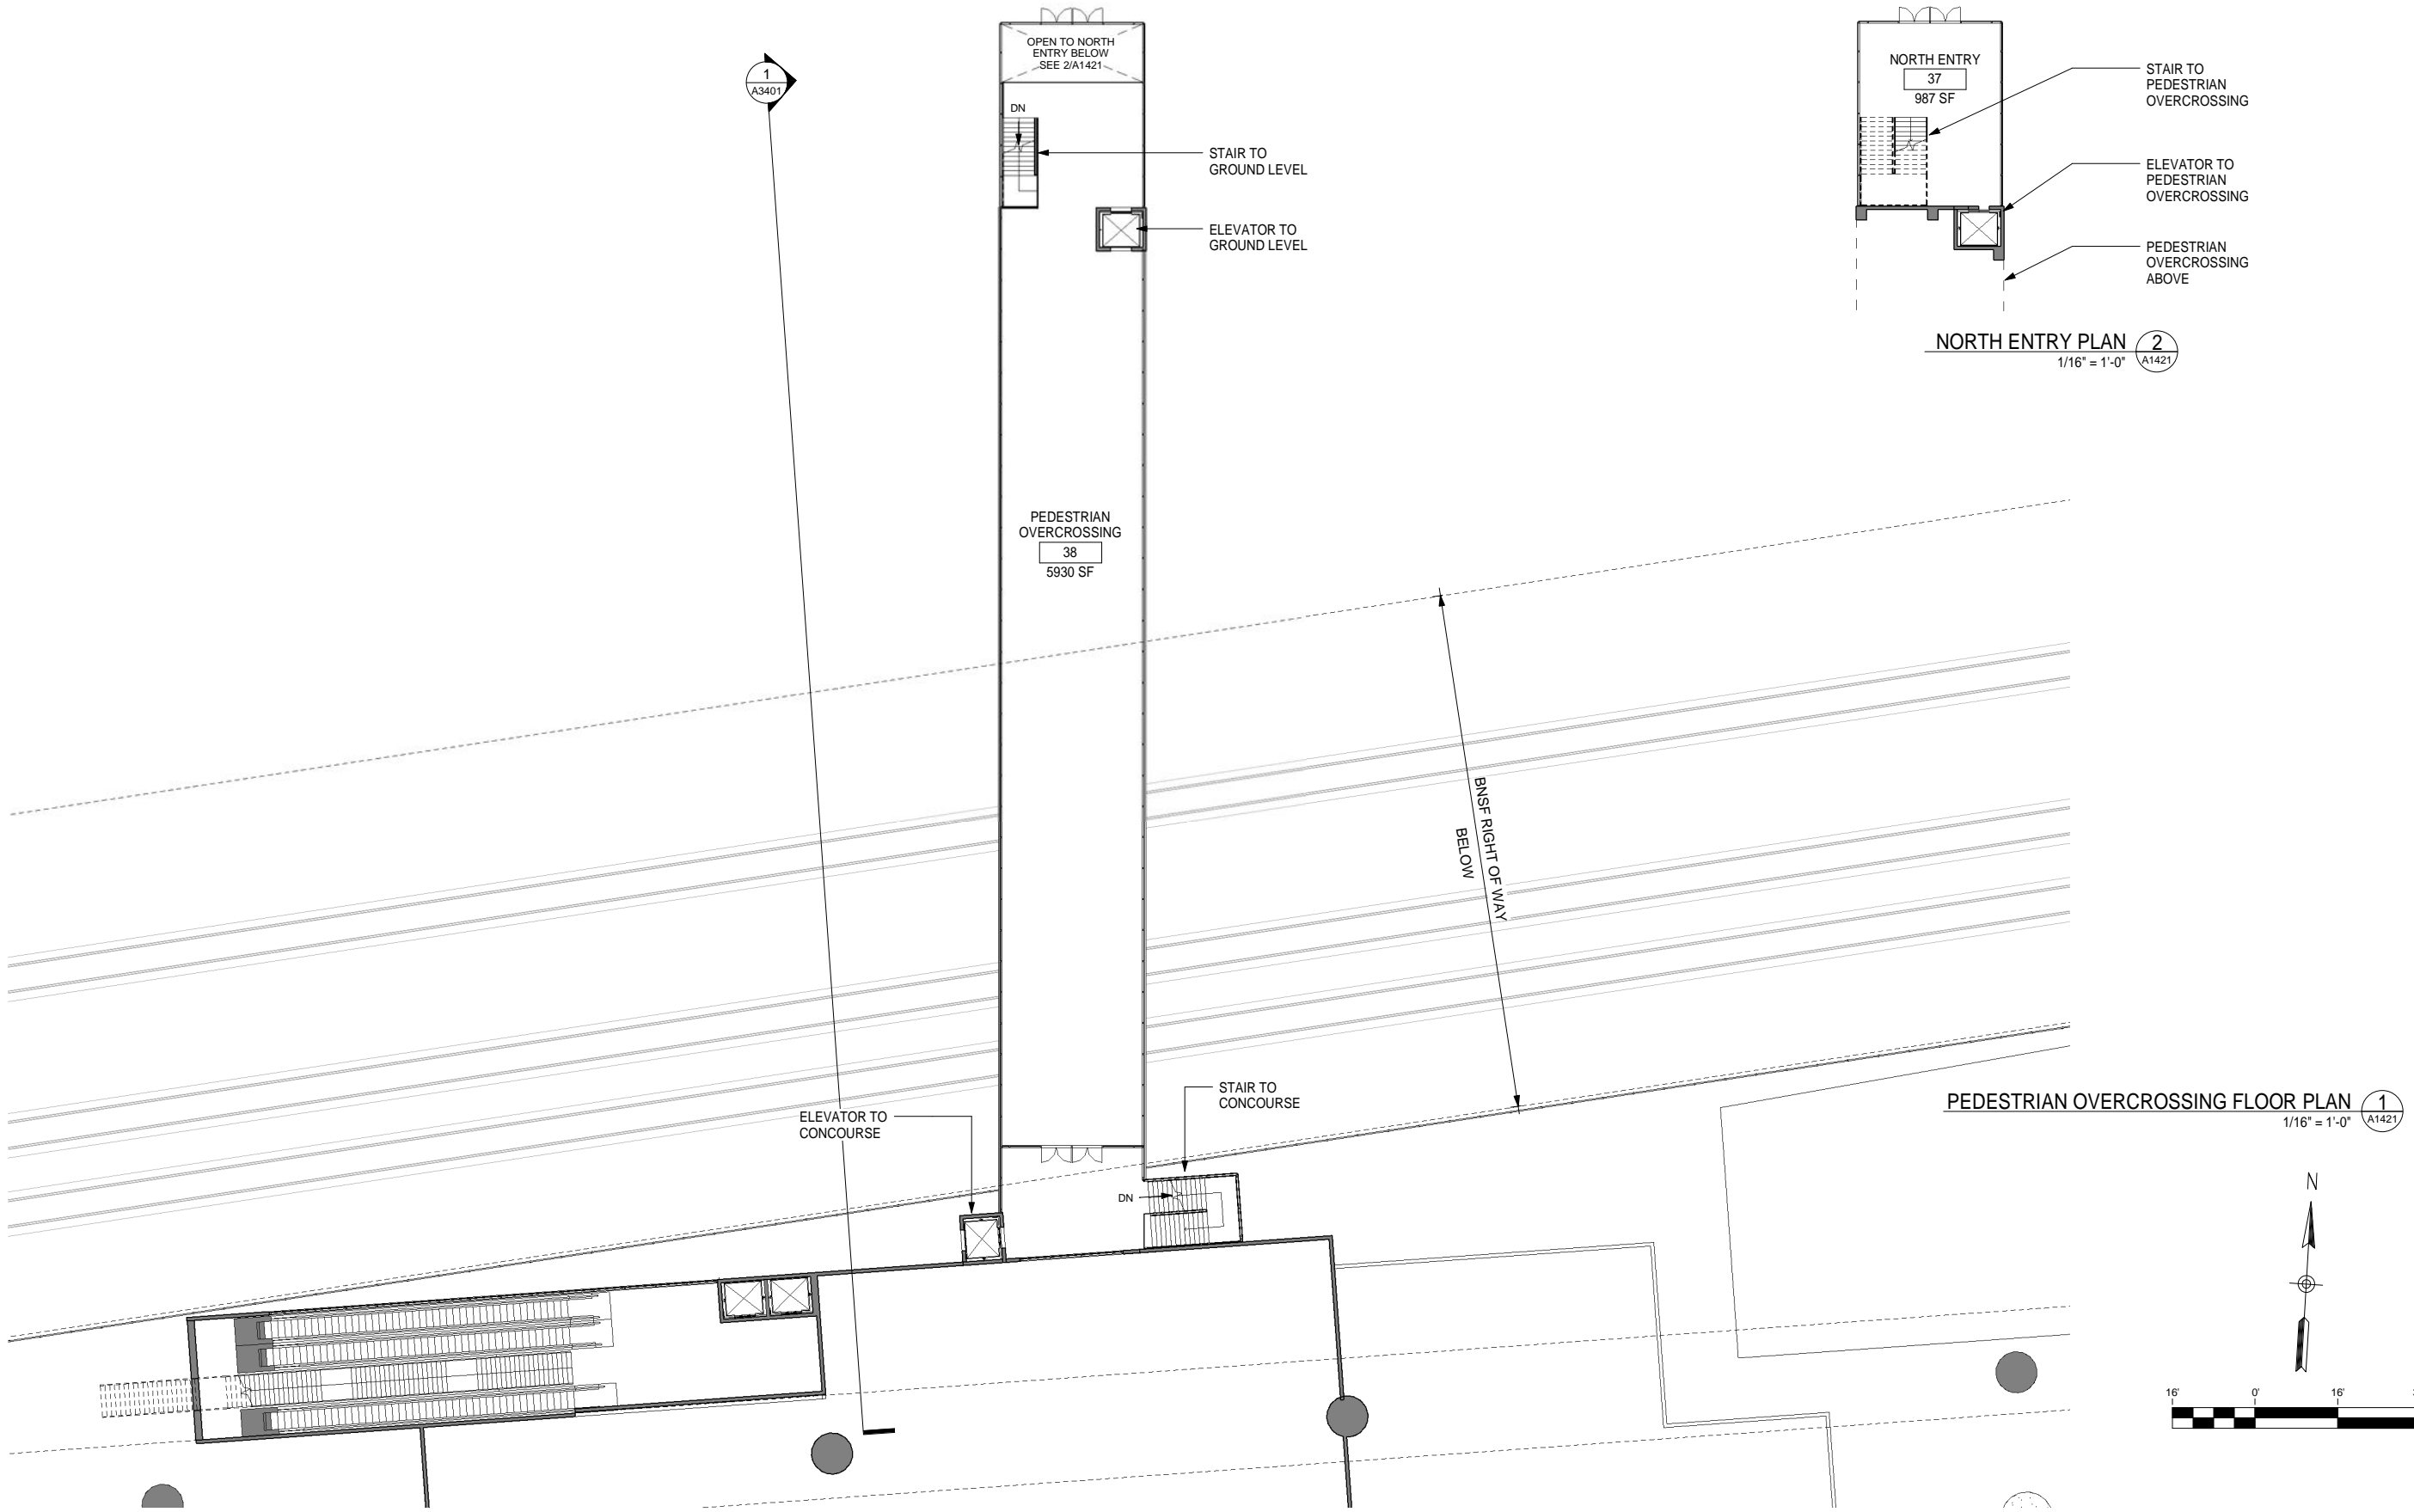 OPEN TO NORTH
ENTRY BELOW
SEE 2/A1421
1
A3401
DN
STAIR TO
GROUND LEVEL
ELEVATOR TO
GROUND LEVEL
NORTH ENTRY
37
987 SF
STAIR TO
PEDESTRIAN
OVERCROSSING
ELEVATOR TO
PEDESTRIAN
OVERCROSSING
PEDESTRIAN
OVERCROSSING
ABOVE
NORTH ENTRY PLAN
1/16" = 1'-0"
2
A1421
PEDESTRIAN
OVERCROSSING
38
5930 SF
BNSF RIGHT OF WAY
BELOW
STAIR TO
CONCOURSE
ELEVATOR TO
CONCOURSE
DN
PEDESTRIAN OVERCROSSING FLOOR PLAN
1/16" = 1'-0"
1
A1421
N
16' 0' 16'